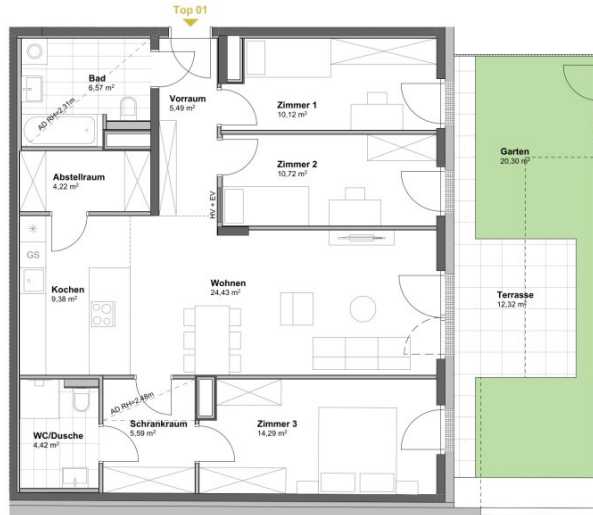 Top 01
Bad
6,57 m²
AD RH=2,31m
Vorraum
5,49 m²
Zimmer 1
10,12 m²
Garten
20,30 m²
Abstellraum
4,22 m²
Zimmer 2
10,72 m²
HV + EV
GS
Kochen
9,38 m²
Wohnen
24,43 m²
Terrasse
12,32 m²
AD RH=2,48m
WC/Dusche
4,42 m²
Schrankraum
5,59 m²
Zimmer 3
14,29 m²